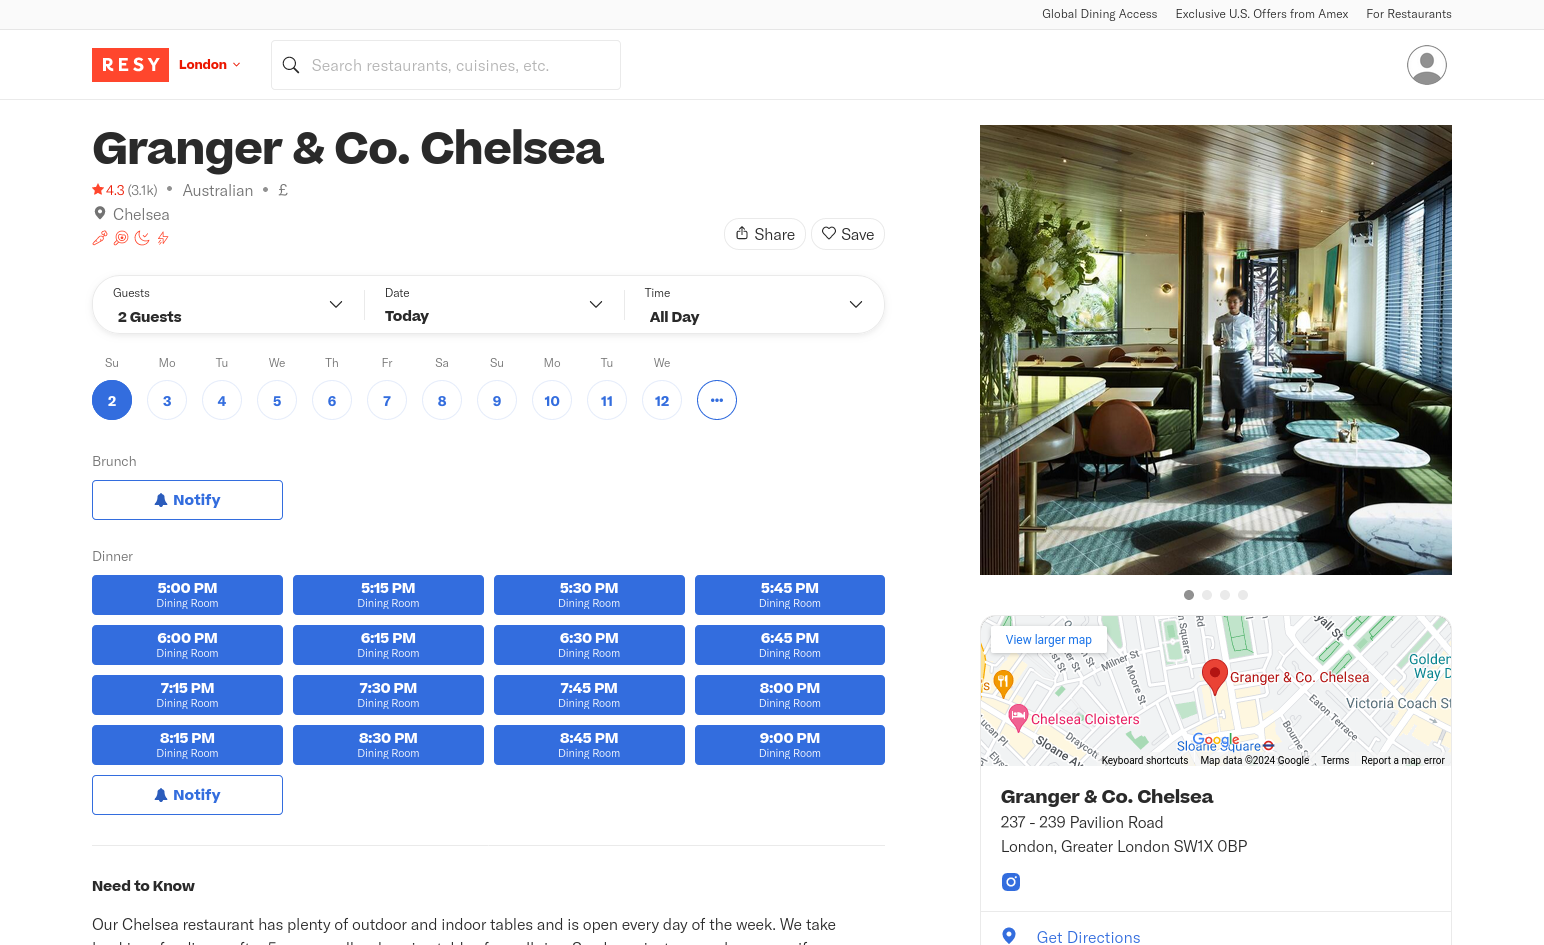 Global Dining Access Exclusive U.S. Offers from Amex For Restaurants
RESY London Search restaurants, cuisines, etc.
Granger & Co. Chelsea
4.3 (3.1k) • Australian • £
Chelsea
Share Save
Guests Date Time
2 Guests Today All Day
Su Mo Tu We Th Fr Sa Su Mo Tu We
2 3 4 5 6 7 8 9 10 11 12 •••
Brunch
Notify
Dinner
5:00 PM 5:15 PM 5:30 PM 5:45 PM
Dining Room Dining Room Dining Room Dining Room
6:00 PM 6:15 PM 6:30 PM 6:45 PM
Dining Room Dining Room Dining Room Dining Room
7:15 PM 7:30 PM 7:45 PM 8:00 PM
Dining Room Dining Room Dining Room Dining Room
8:15 PM 8:30 PM 8:45 PM 9:00 PM
Dining Room Dining Room Dining Room Dining Room
Notify
Need to Know
Our Chelsea restaurant has plenty of outdoor and indoor tables and is open every day of the week. We take
View larger map
Milner St
Moore St
Granger & Co. Chelsea
Golden
Way D
Chelsea Cloisters
Victoria Coach St
Eaton Terrace
Sloane Square
Google
Keyboard shortcuts Map data ©2024 Google Terms Report a map error
Granger & Co. Chelsea
237 - 239 Pavilion Road
London, Greater London SW1X 0BP
Get Directions